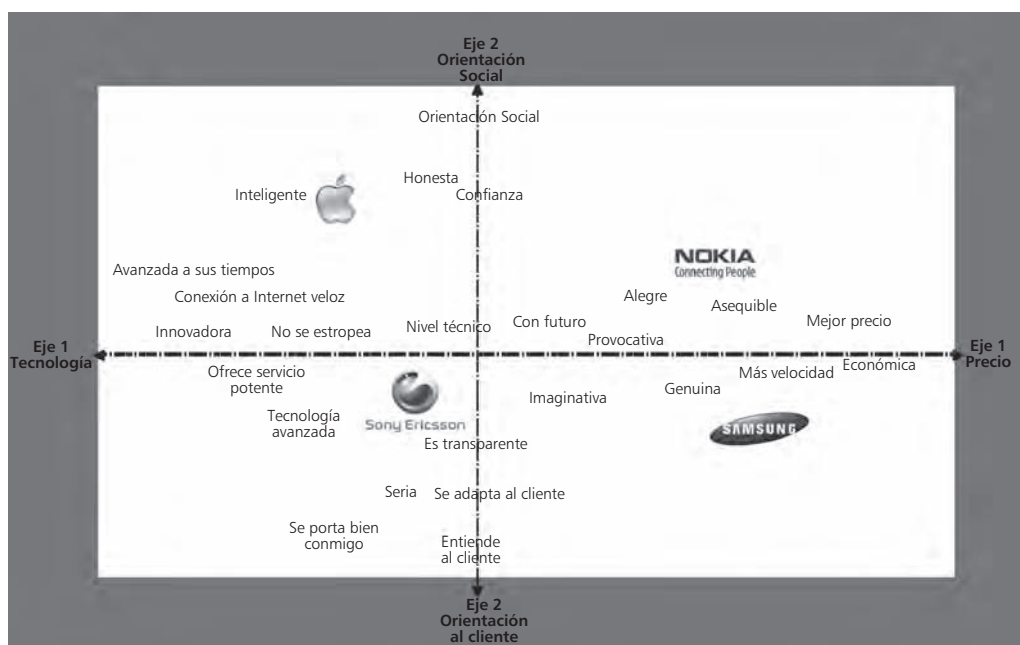 Eje 2
Orientación
Social
Orientación Social
Honesta
Inteligente
Confianza
NOKIA
Connecting People
Avanzada a sus tiempos
Conexión a Internet veloz
Alegre
Asequible
Innovadora
No se estropea
Nivel técnico
Con futuro
Mejor precio
Provocativa
Eje 1
Tecnología
Eje 1
Precio
Ofrece servicio
potente
Más velocidad
Económica
Genuina
Imaginativa
Tecnología
avanzada
Sony Ericsson
SAMSUNG
Es transparente
Seria
Se adapta al cliente
Se porta bien
conmigo
Entiende
al cliente
Eje 2
Orientación
al cliente